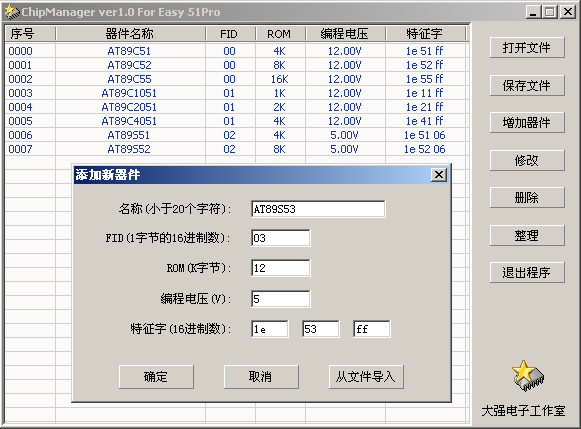 ChipManager ver1.0 For Easy 51Pro
序号 器件名称 FID ROM 编程电压 特征字
0000 AT89C51 00 4K 12.00V 1e 51 ff
0001 AT89C52 00 8K 12.00V 1e 52 ff
0002 AT89C55 00 16K 12.00V 1e 55 ff
0003 AT89C1051 01 1K 12.00V 1e 11 ff
0004 AT89C2051 01 2K 12.00V 1e 21 ff
0005 AT89C4051 01 4K 12.00V 1e 41 ff
0006 AT89S51 02 4K 5.00V 1e 51 06
0007 AT89S52 02 8K 5.00V 1e 52 06
添加新器件
名称(小于20个字符): AT89S53
FID(1字节的16进制数): 03
ROM(K字节): 12
编程电压(V): 5
特征字(16进制数): 1e 53 ff
确定 取消 从文件导入
打开文件
保存文件
增加器件
修改
删除
整理
退出程序
大强电子工作室